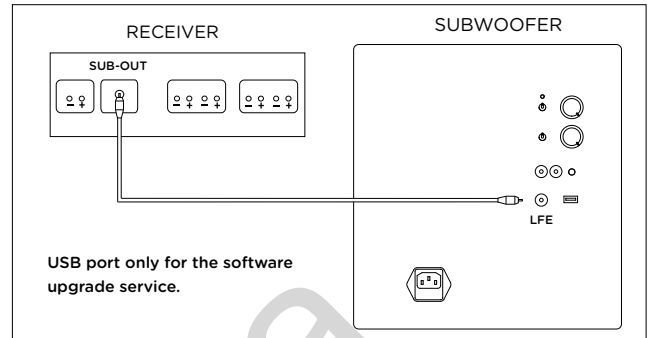 RECEIVER
SUBWOOFER
SUB-OUT
LFE
USB port only for the software
upgrade service.